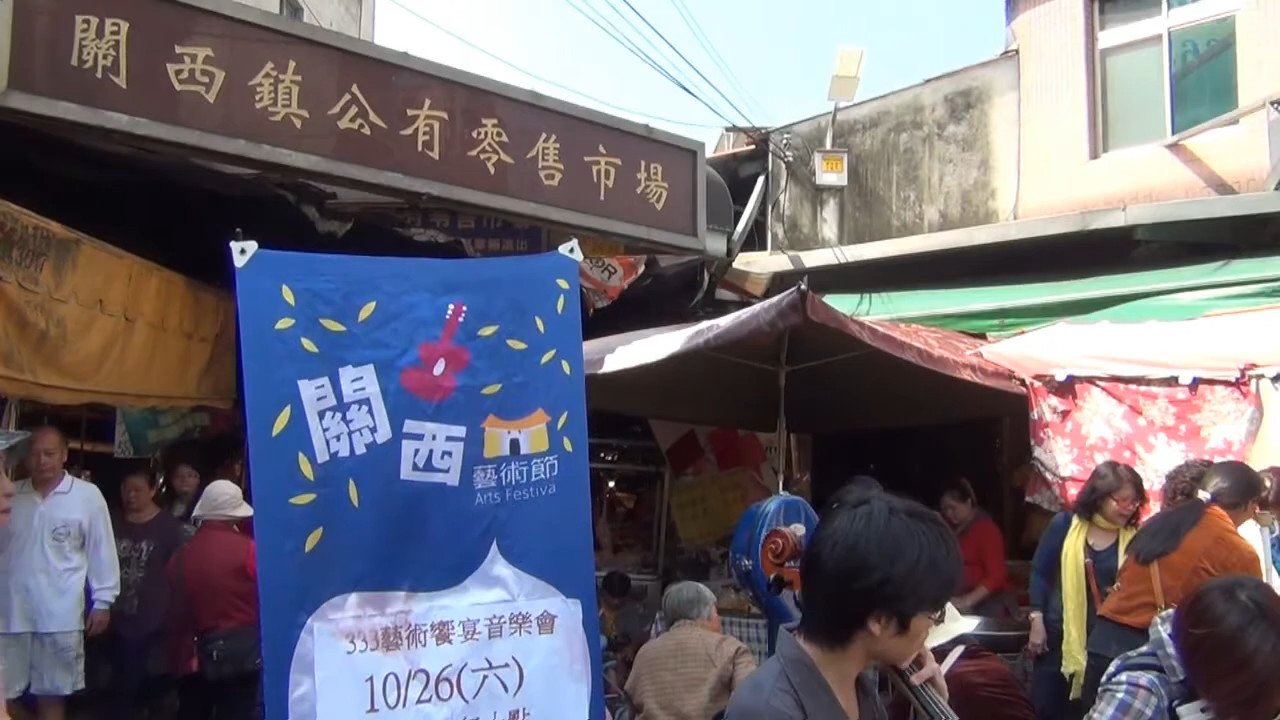 關西鎮公有零售市場
關西
藝術節
Arts Festiva
333藝術饗宴音樂會
10/26(六)